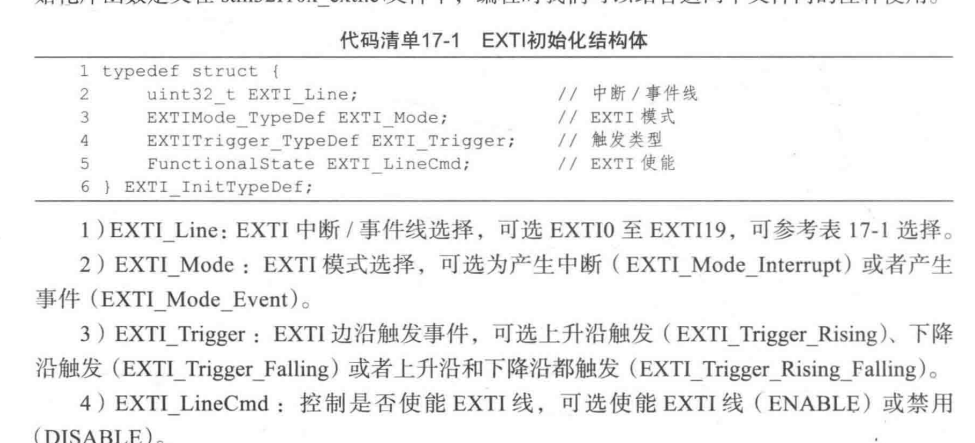 代码清单17-1 EXTI初始化结构体
1 typedef struct {
2 uint32_t EXTI_Line; // 中断/事件线
3 EXTIMode_TypeDef EXTI_Mode; // EXTI 模式
4 EXTITrigger_TypeDef EXTI_Trigger; // 触发类型
5 FunctionalState EXTI_LineCmd; // EXTI 使能
6 } EXTI_InitTypeDef;
1）EXTI_Line：EXTI 中断 / 事件线选择，可选 EXTI0 至 EXTI19，可参考表 17-1 选择。
2）EXTI_Mode ：EXTI 模式选择，可选为产生中断（EXTI_Mode_Interrupt）或者产生
事件（EXTI_Mode_Event）。
3）EXTI_Trigger ：EXTI 边沿触发事件，可选上升沿触发（EXTI_Trigger_Rising）、下降
沿触发（EXTI_Trigger_Falling）或者上升沿和下降沿都触发（EXTI_Trigger_Rising_Falling）。
4）EXTI_LineCmd ：控制是否使能 EXTI 线，可选使能 EXTI 线（ENABLE）或禁用
（DISABLE）。